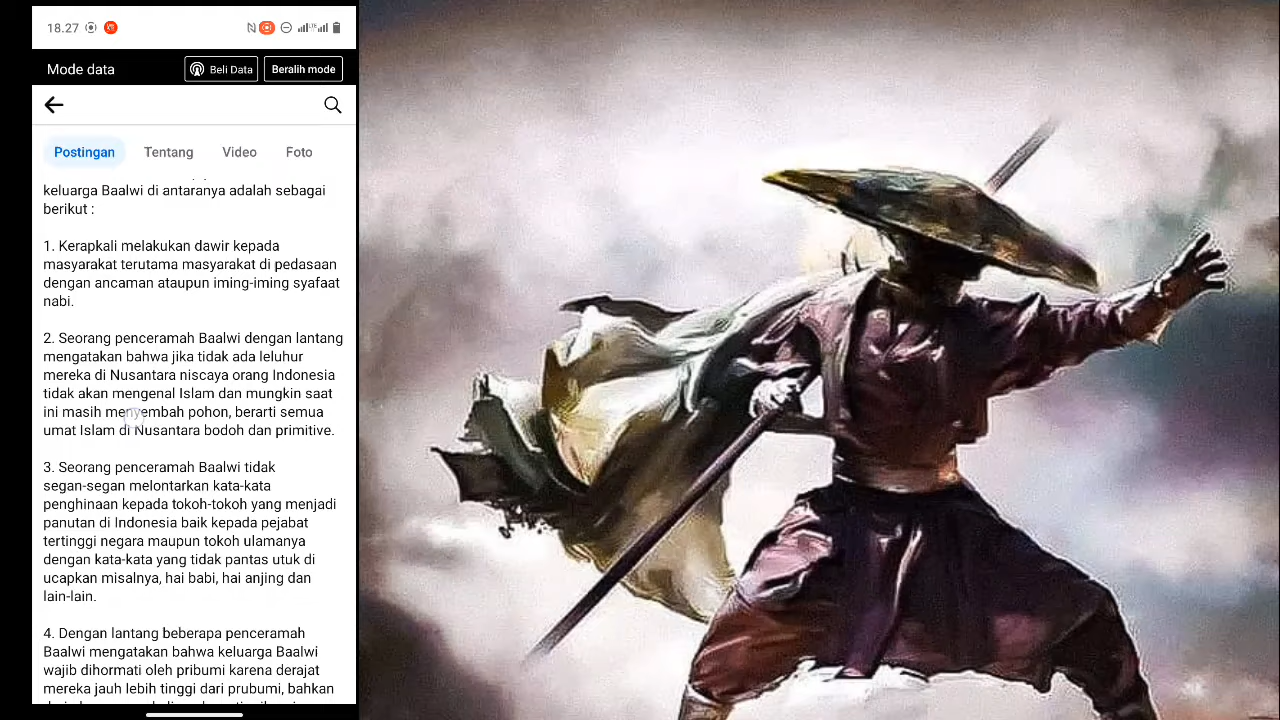 18.27
Mode data
Beli Data
Beralih mode
Postingan
Tentang
Video
Foto
keluarga Baalwi di antaranya adalah sebagai
berikut :
1. Kerapkali melakukan dawir kepada
masyarakat terutama masyarakat di pedasaan
dengan ancaman ataupun iming-iming syafaat
nabi.
2. Seorang penceramah Baalwi dengan lantang
mengatakan bahwa jika tidak ada leluhur
mereka di Nusantara niscaya orang Indonesia
tidak akan mengenal Islam dan mungkin saat
ini masih menyembah pohon, berarti semua
umat Islam di Nusantara bodoh dan primitive.
3. Seorang penceramah Baalwi tidak
segan-segan melontarkan kata-kata
penghinaan kepada tokoh-tokoh yang menjadi
panutan di Indonesia baik kepada pejabat
tertinggi negara maupun tokoh ulamanya
dengan kata-kata yang tidak pantas utuk di
ucapkan misalnya, hai babi, hai anjing dan
lain-lain.
4. Dengan lantang beberapa penceramah
Baalwi mengatakan bahwa keluarga Baalwi
wajib dihormati oleh pribumi karena derajat
mereka jauh lebih tinggi dari prubumi, bahkan